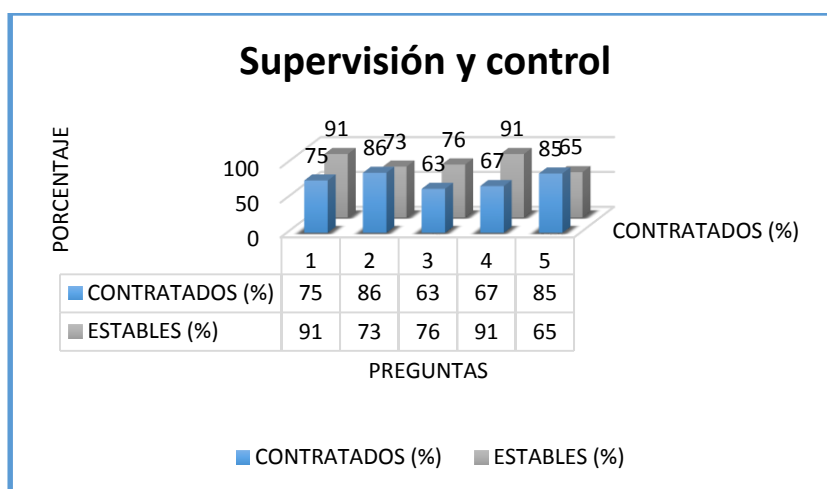 Supervisión y control
PORCENTAJE
100
50
0
75 86 63 67 85
91 73 76 91 65
CONTRATADOS (%)
1 2 3 4 5
CONTRATADOS (%) 75 86 63 67 85
ESTABLES (%) 91 73 76 91 65
PREGUNTAS
CONTRATADOS (%) ESTABLES (%)